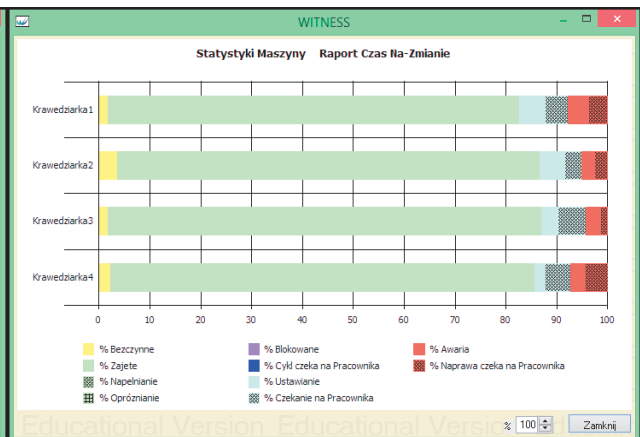 WITNESS
Statystyki Maszyny Raport Czas Na-Zmianie
Krawedziarka1
Krawedziarka2
Krawedziarka3
Krawedziarka4
0 10 20 30 40 50 60 70 80 90 100
% Bezczynne % Blokowane % Awaria
% Zajete % Cykl czeka na Pracownika % Naprawa czeka na Pracownika
% Napelnianie % Ustawianie
% Opróznianie % Czekanie na Pracownika
Educational Version Educational Version
% 100 Zamknij